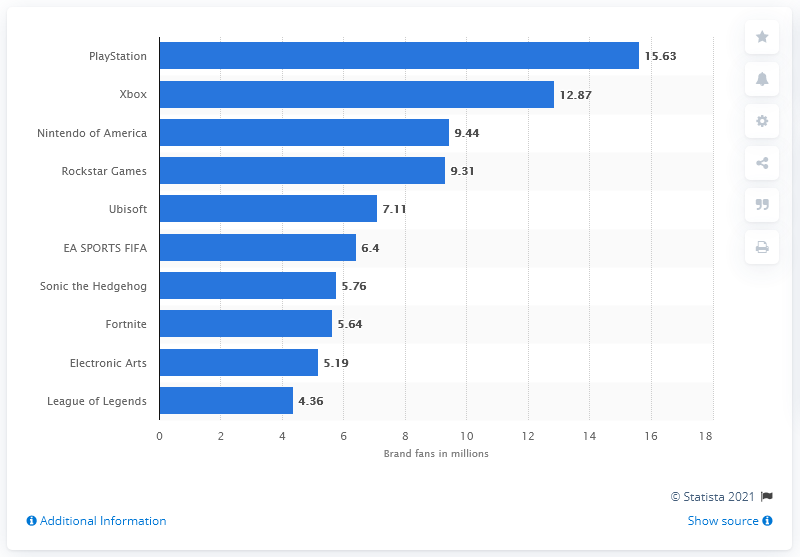 PlayStation 15.63
Xbox 12.87
Nintendo of America 9.44
Rockstar Games 9.31
Ubisoft 7.11
EA SPORTS FIFA 6.4
Sonic the Hedgehog 5.76
Fortnite 5.64
Electronic Arts 5.19
League of Legends 4.36
0 2 4 6 8 10 12 14 16 18
Brand fans in millions
© Statista 2021
Additional Information Show source